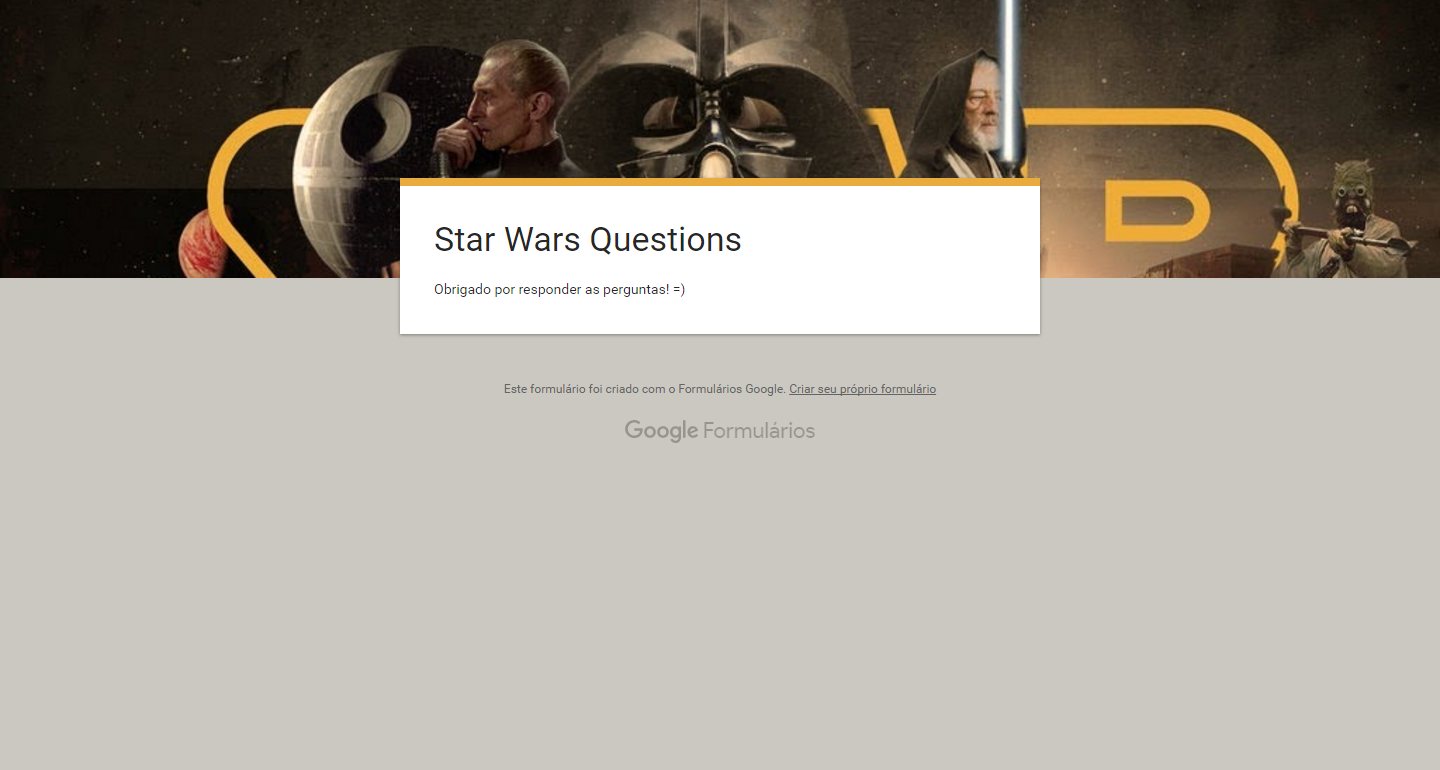 Star Wars Questions
Obrigado por responder as perguntas! =)
Este formulário foi criado com o Formulários Google. Criar seu próprio formulário
Google Formulários